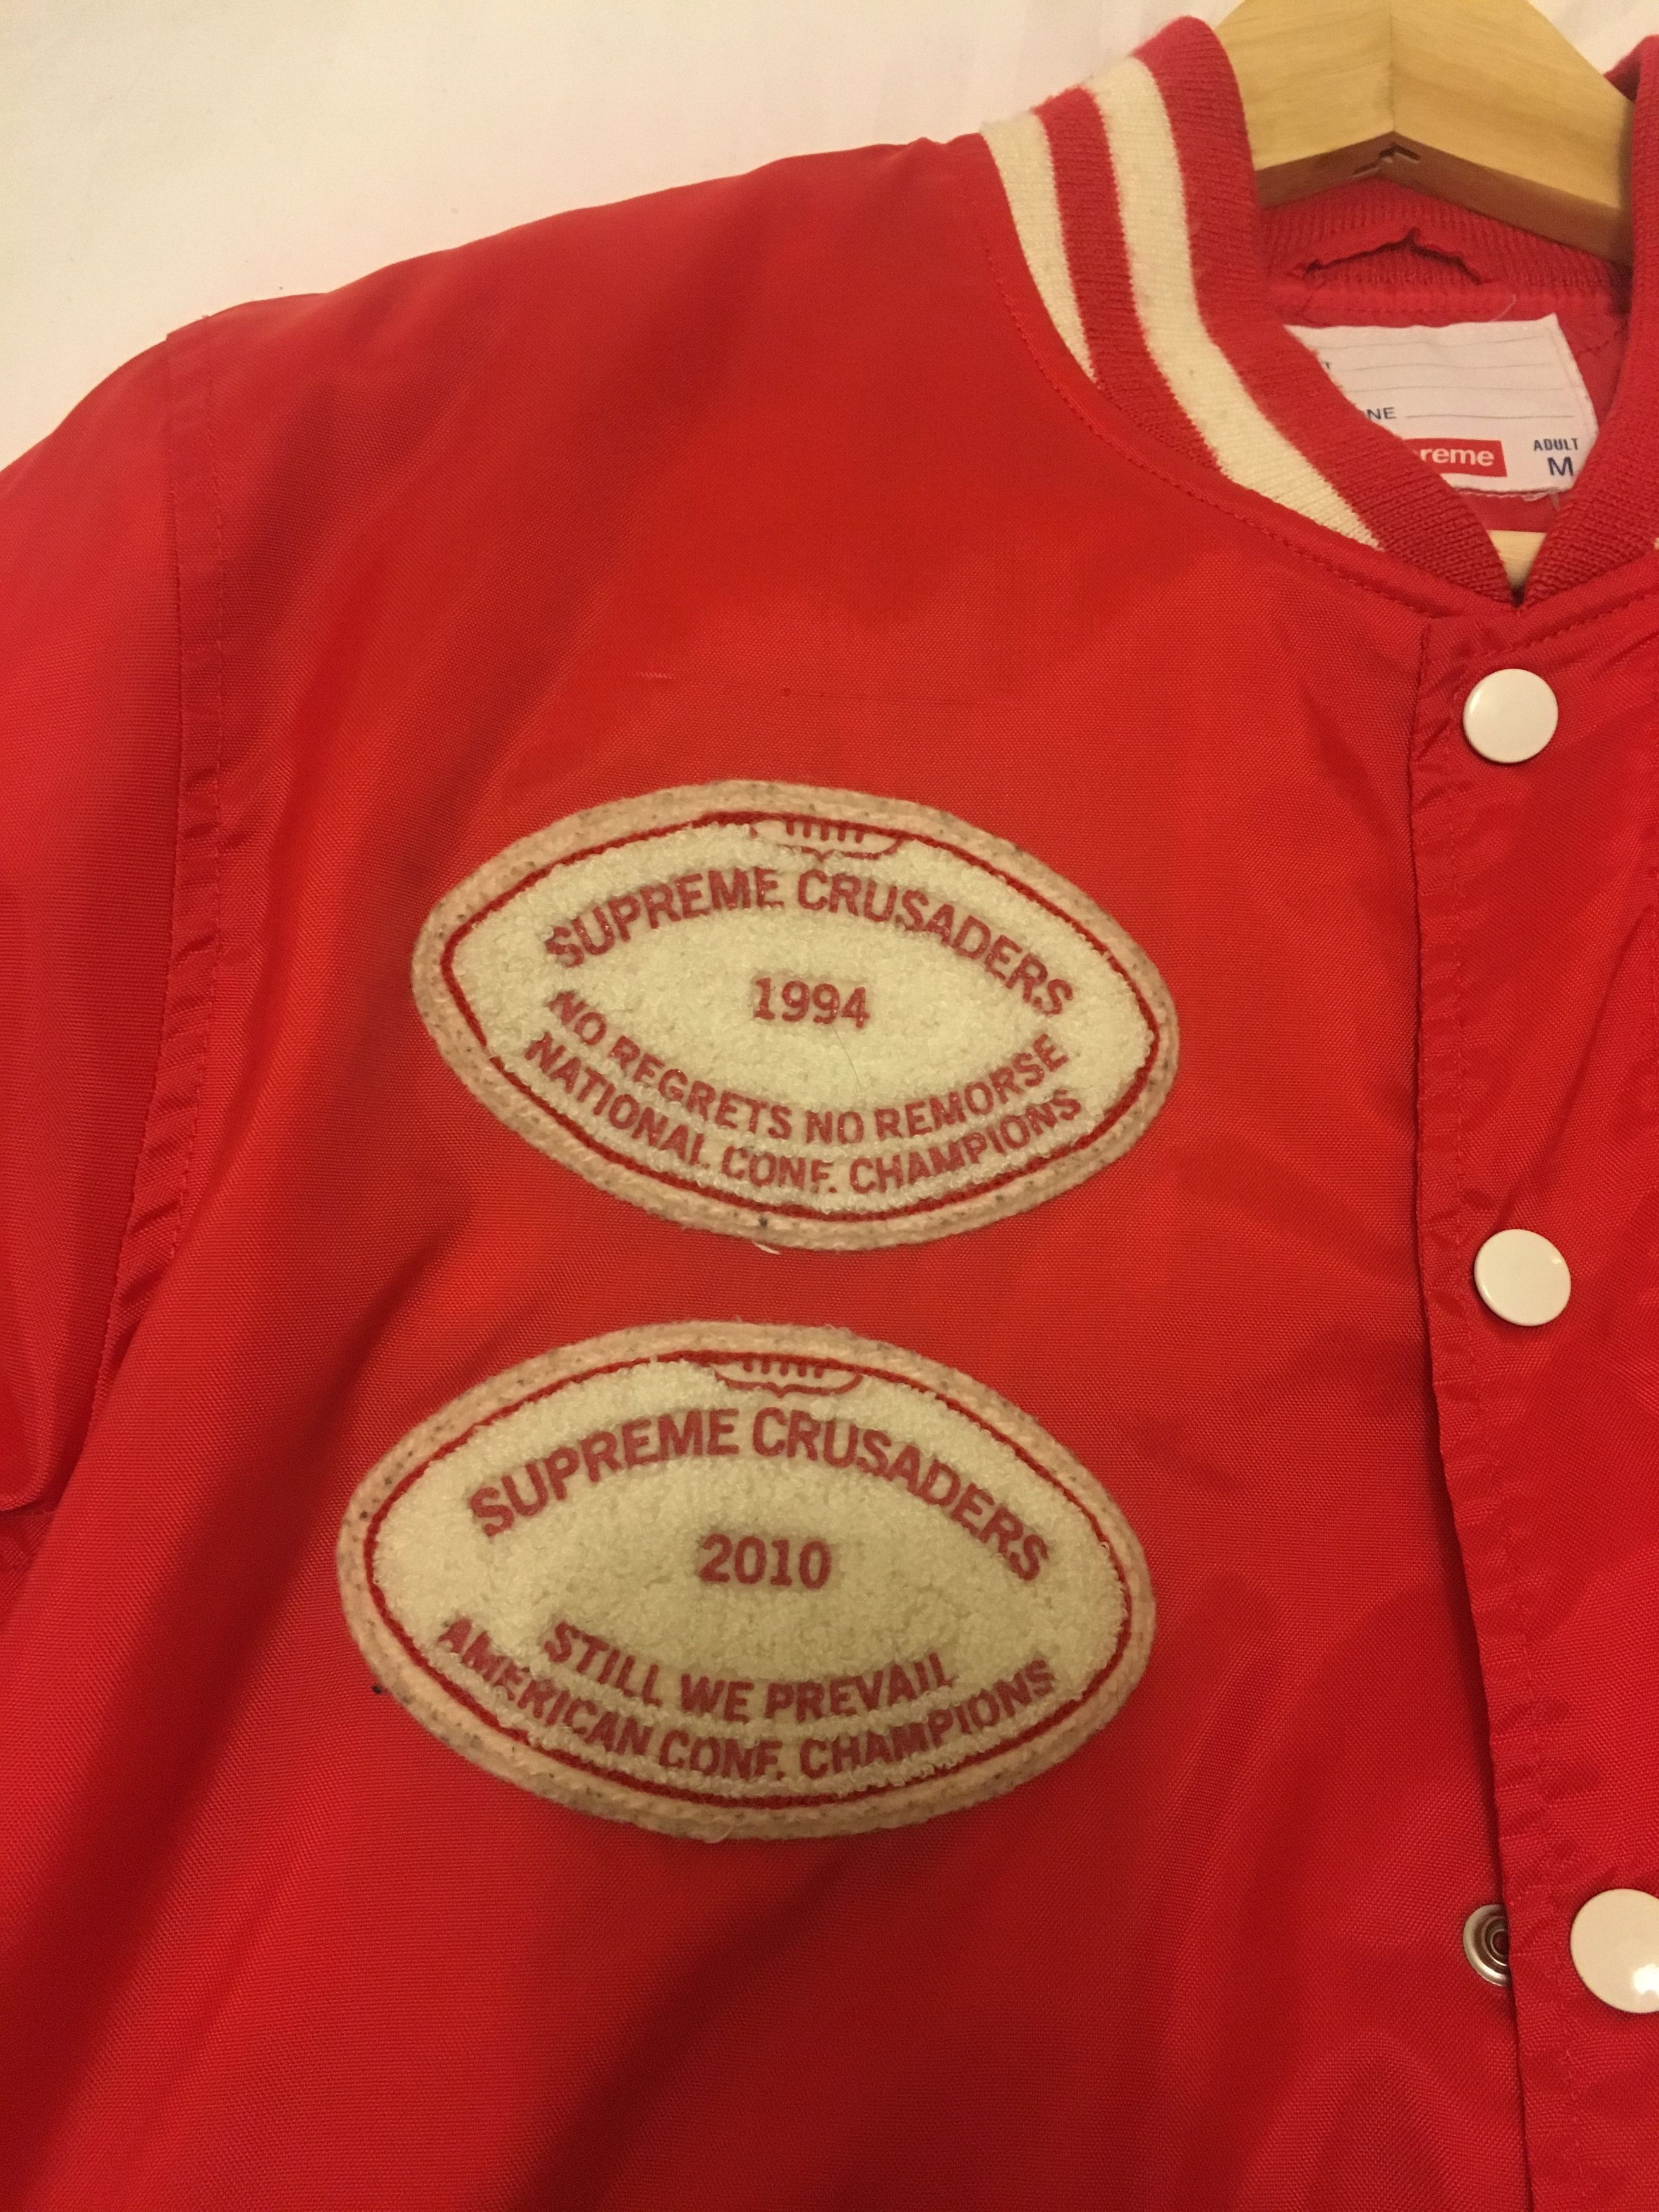 ADULT
M
SUPREME CRUSADERS
1994
NO REGRETS NO REMORSE
NATIONAL CONF. CHAMPIONS
SUPREME CRUSADERS
2010
STILL WE PREVAIL
AMERICAN CONF. CHAMPIONS